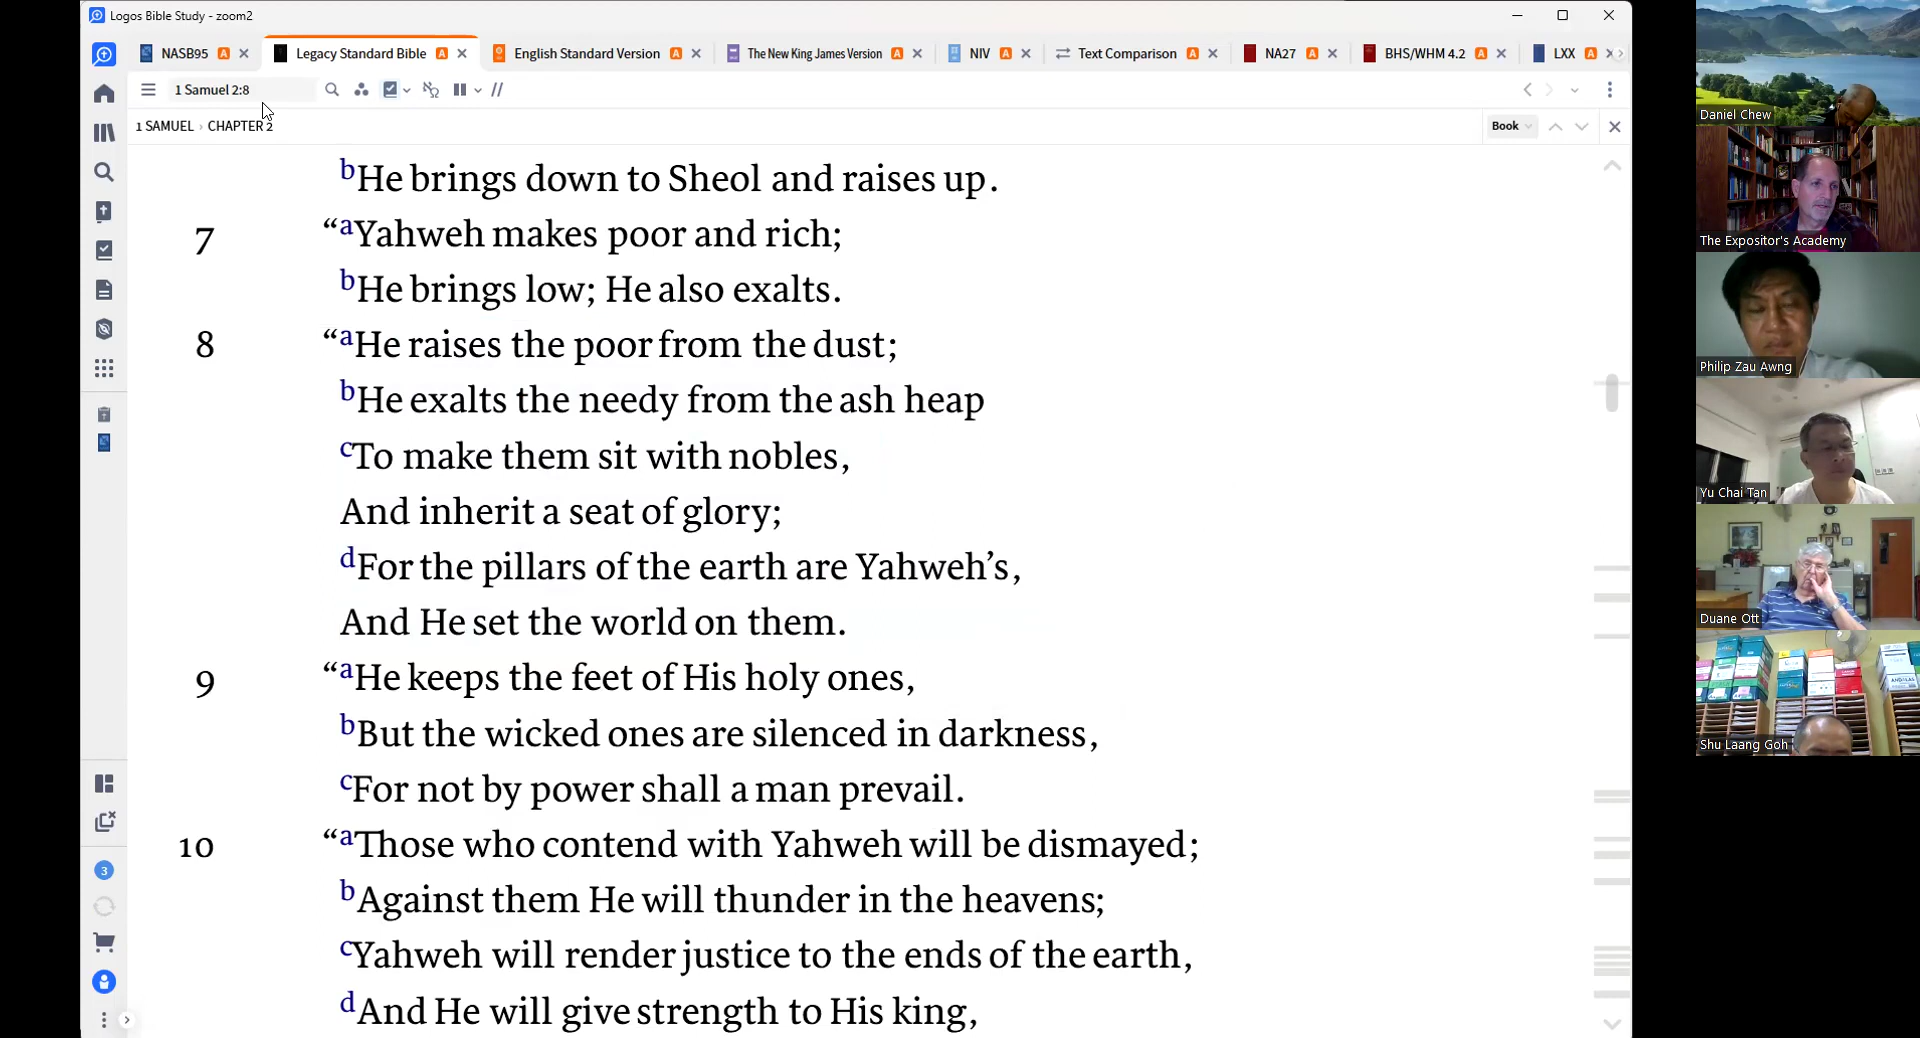 Logos Bible Study - zoom2
NASB95 A Legacy Standard Bible A English Standard Version A The New King James Version A NIV A Text Comparison A NA27 A BHS/WHM 4.2 A LXX A
1 Samuel 2:8
1 SAMUEL › CHAPTER 2 Book
bHe brings down to Sheol and raises up.
7 “aYahweh makes poor and rich;
bHe brings low; He also exalts.
8 “aHe raises the poor from the dust;
bHe exalts the needy from the ash heap
cTo make them sit with nobles,
And inherit a seat of glory;
dFor the pillars of the earth are Yahweh’s,
And He set the world on them.
9 “aHe keeps the feet of His holy ones,
bBut the wicked ones are silenced in darkness,
cFor not by power shall a man prevail.
10 “aThose who contend with Yahweh will be dismayed;
bAgainst them He will thunder in the heavens;
cYahweh will render justice to the ends of the earth,
dAnd He will give strength to His king,
3
Daniel Chew
The Expositor's Academy
Philip Zau Awng
Yu Chai Tan
Duane Ott
Shu Laang Goh